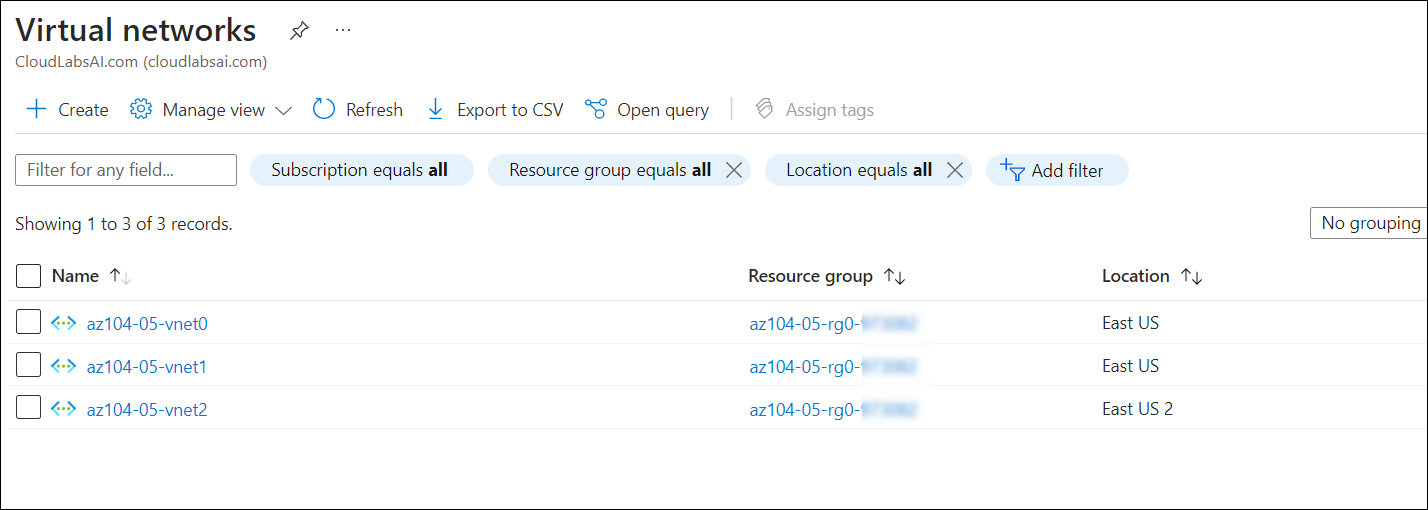 Virtual networks ...
CloudLabsAI.com (cloudlabsai.com)
Create Manage view Refresh Export to CSV Open query Assign tags
Filter for any field... Subscription equals all Resource group equals all Location equals all Add filter
Showing 1 to 3 of 3 records. No grouping
Name Resource group Location
az104-05-vnet0 az104-05-rg0- East US
az104-05-vnet1 az104-05-rg0- East US
az104-05-vnet2 az104-05-rg0- East US 2